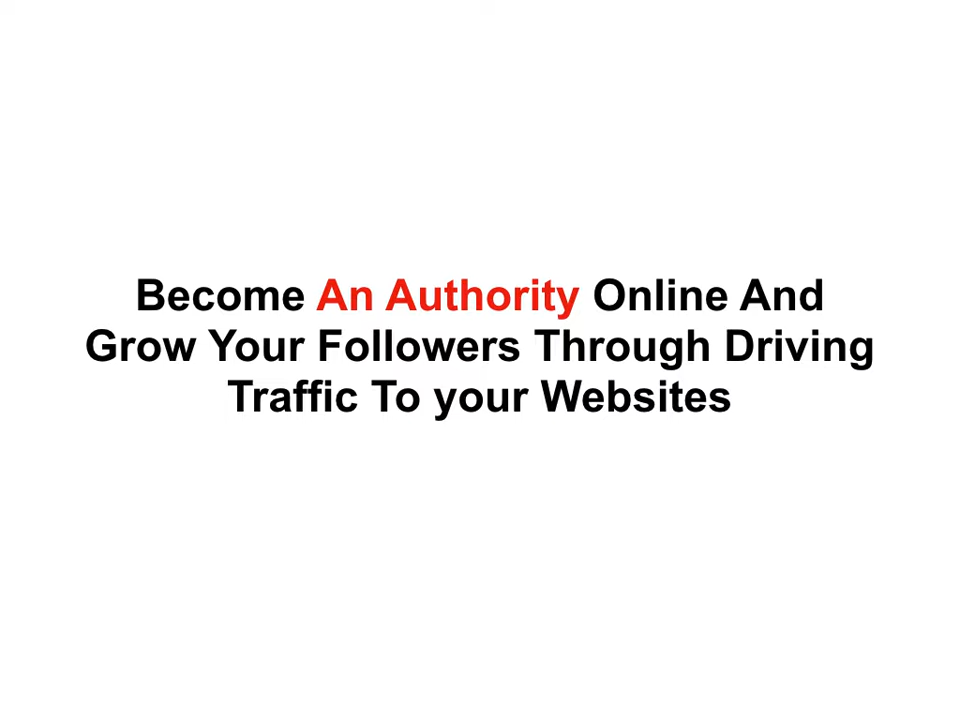 Become An Authority Online And
Grow Your Followers Through Driving
Traffic To your Websites